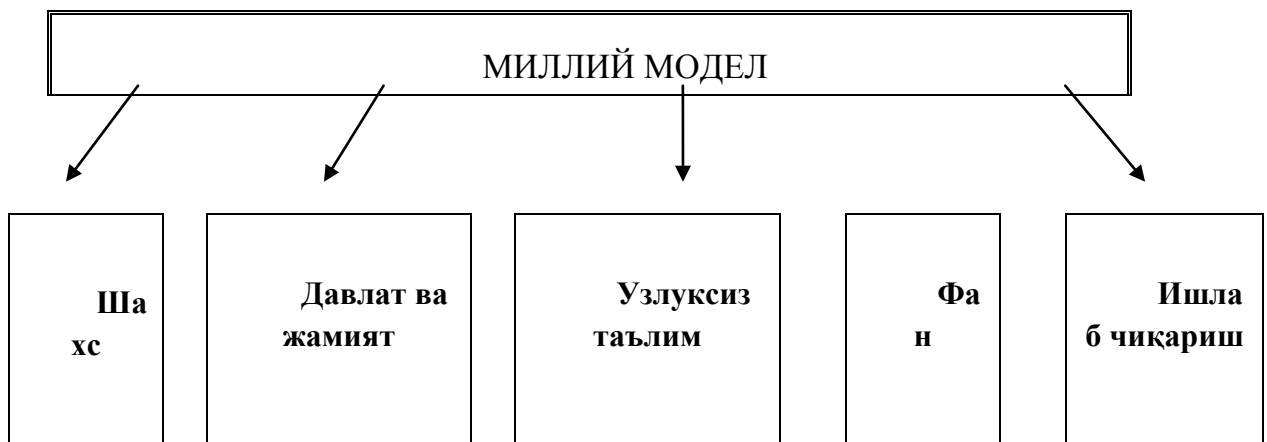 МИЛЛИЙ МОДЕЛ
Ша
хс
Давлат ва
жамият
Узлуксиз
таълим
Фа
н
Ишла
б чиқариш